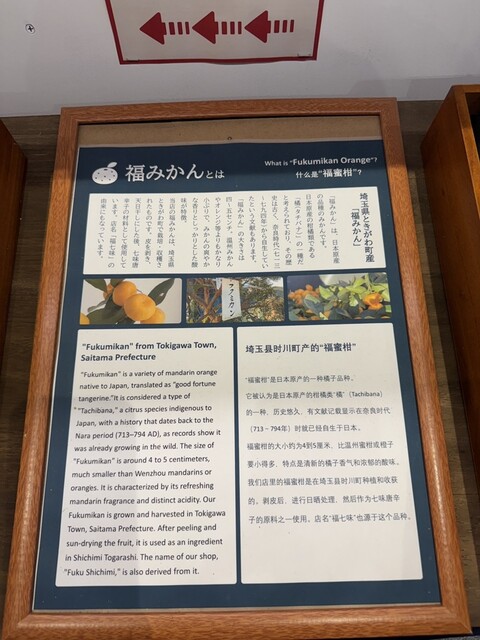 福みかんとは
What is "Fukumikan Orange"?
什么是"福蜜柑"?
埼玉県ときがわ町産
「福みかん」
「福みかん」は、日本原産
の品種のみかんです。
日本原産の柑橘類である
「橘（タチバナ）」の一種だ
と考えられており、その歴
史は古く、奈良時代（七一三
〜七九四年）から自生してい
たという文献もあります。
「福みかん」の大きさは
四〜五センチ、温州みかん
やオレンジ等よりもかなり
小ぶりで、みかんの爽やか
な香りとしっかりとした酸
味が特徴。
当店の福みかんは、埼玉県
ときがわ町で栽培・収穫さ
れたものです。皮を剥き、
天日干しにした後、七味唐
辛子の材料として使用して
います。店名「福七味」の
由来にもなっています。
フクミカン
"Fukumikan" from Tokigawa Town,
Saitama Prefecture
"Fukumikan" is a variety of mandarin orange
native to Japan, translated as "good fortune
tangerine."It is considered a type of
"Tachibana," a citrus species indigenous to
Japan, with a history that dates back to the
Nara period (713–794 AD), as records show it
was already growing in the wild. The size of
"Fukumikan" is around 4 to 5 centimeters,
much smaller than Wenzhou mandarins or
oranges. It is characterized by its refreshing
mandarin fragrance and distinct acidity. Our
Fukumikan is grown and harvested in Tokigawa
Town, Saitama Prefecture. After peeling and
sun-drying the fruit, it is used as an ingredient
in Shichimi Togarashi. The name of our shop,
"Fuku Shichimi," is also derived from it.
埼玉县时川町产的"福蜜柑"
"福蜜柑"是日本原产的一种橘子品种。
它被认为是日本原产的柑橘类"橘"（Tachibana）
的一种，历史悠久，有文献记载显示在奈良时代
（713－794年）时就已经自生于日本。
福蜜柑的大小约为4到5厘米，比温州蜜柑或橙子
要小得多，特点是清新的橘子香气和浓郁的酸味。
我们店里的福蜜柑是在埼玉县时川町种植和收获
的。剥皮后，进行日晒处理，然后作为七味唐辛
子的原料之一使用。店名"福七味"也源于这个品种。